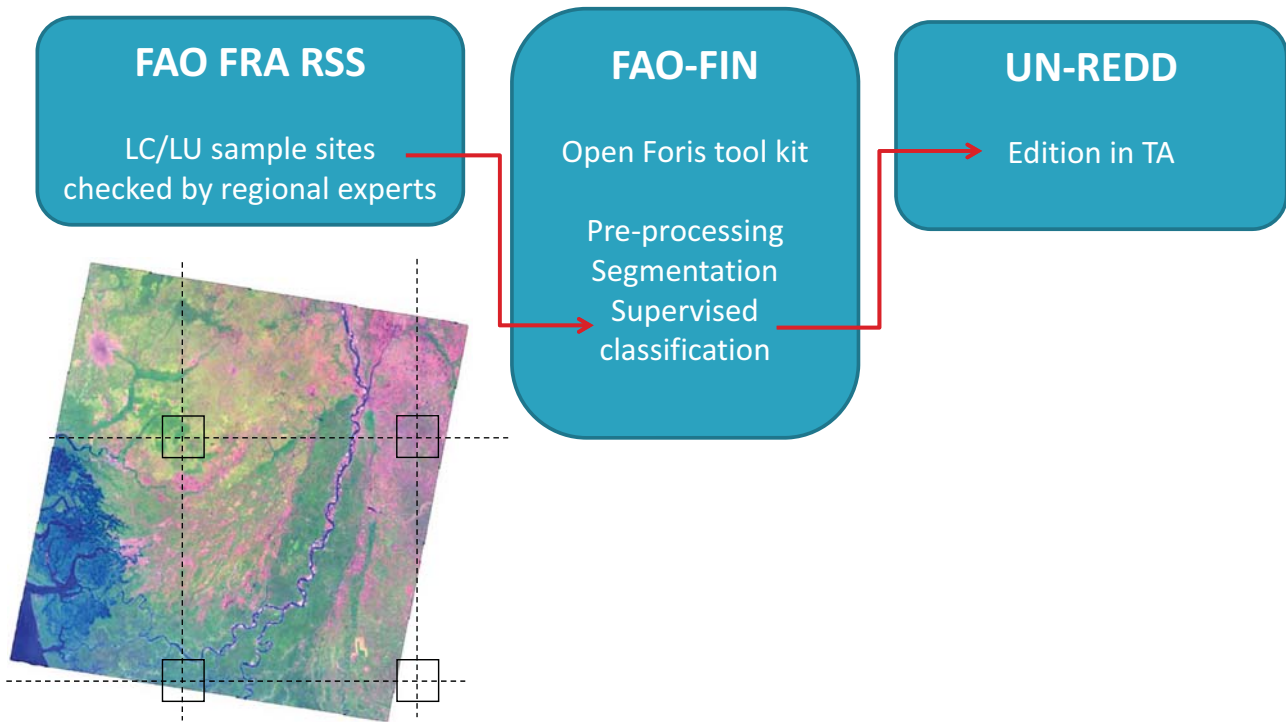 FAO FRA RSS
LC/LU sample sites
checked by regional experts
FAO-FIN
Open Foris tool kit
Pre-processing
Segmentation
Supervised
classification
UN-REDD
Edition in TA